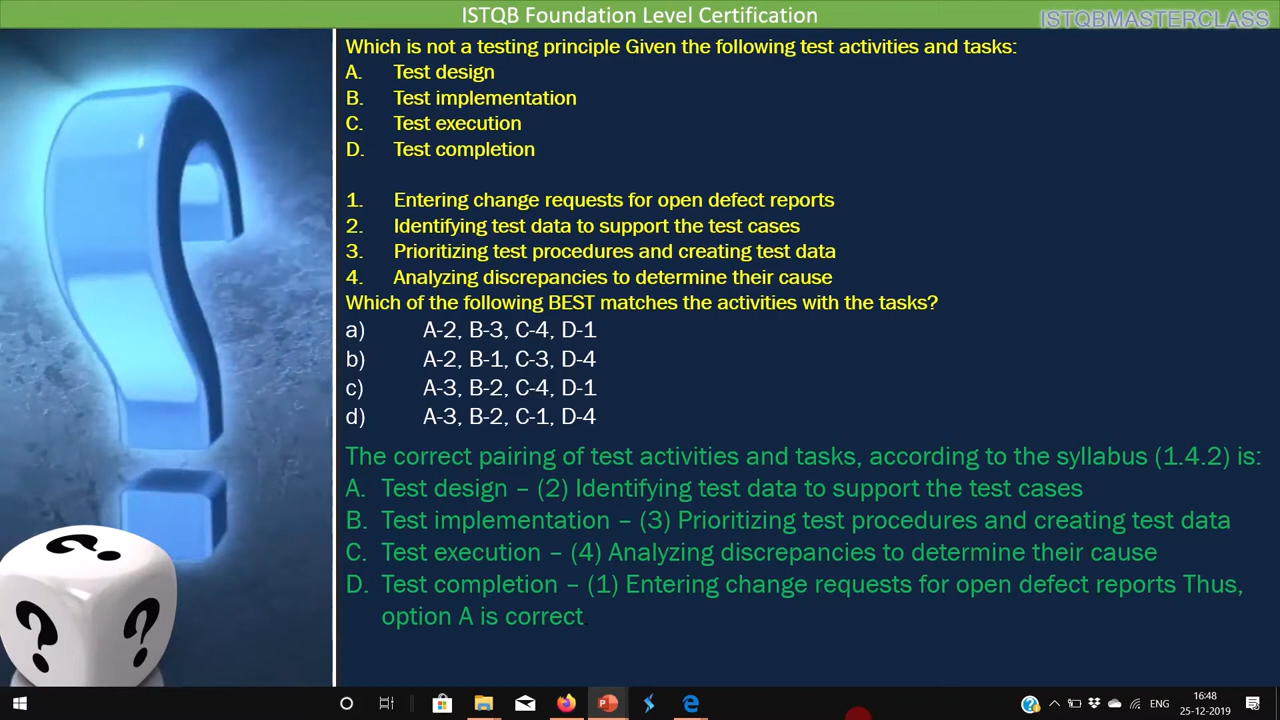 ISTQB Foundation Level Certification
ISTQBMASTERCLASS
Which is not a testing principle Given the following test activities and tasks:
A. Test design
B. Test implementation
C. Test execution
D. Test completion
1. Entering change requests for open defect reports
2. Identifying test data to support the test cases
3. Prioritizing test procedures and creating test data
4. Analyzing discrepancies to determine their cause
Which of the following BEST matches the activities with the tasks?
a) A-2, B-3, C-4, D-1
b) A-2, B-1, C-3, D-4
c) A-3, B-2, C-4, D-1
d) A-3, B-2, C-1, D-4
The correct pairing of test activities and tasks, according to the syllabus (1.4.2) is:
A. Test design – (2) Identifying test data to support the test cases
B. Test implementation – (3) Prioritizing test procedures and creating test data
C. Test execution – (4) Analyzing discrepancies to determine their cause
D. Test completion – (1) Entering change requests for open defect reports Thus,
option A is correct
ENG
16:48
25-12-2019